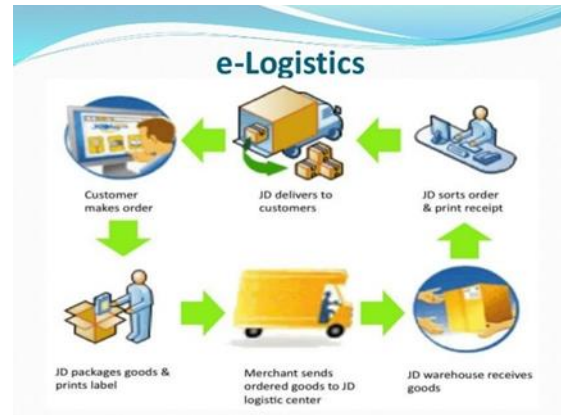 e-Logistics
Customer
makes order
JD delivers to
customers
JD sorts order
& print receipt
JD packages goods &
prints label
Merchant sends
ordered goods to JD
logistic center
JD warehouse receives
goods